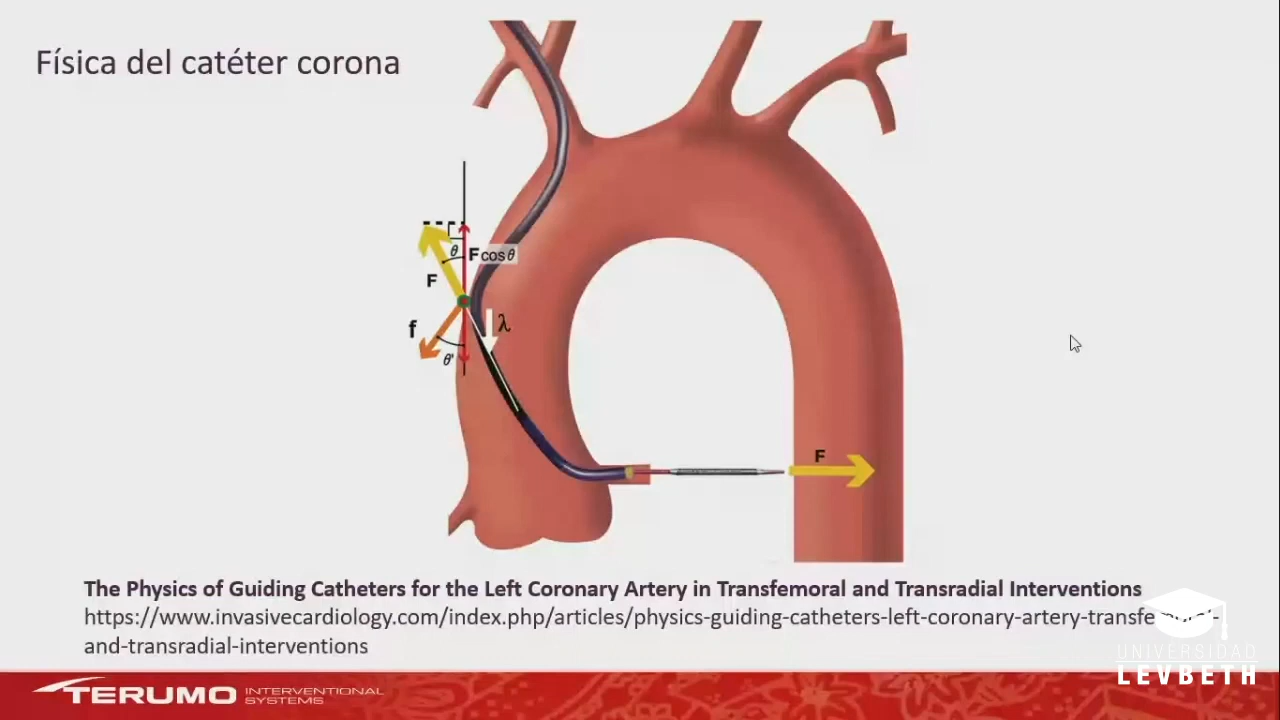 Física del catéter corona
θ
F cosθ
F
λ
f
θ'
F
The Physics of Guiding Catheters for the Left Coronary Artery in Transfemoral and Transradial Interventions
https://www.invasivecardiology.com/index.php/articles/physics-guiding-catheters-left-coronary-artery-transfemoral-
and-transradial-interventions
UNIVERSIDAD
LEVBETH
TERUMO INTERVENTIONAL
SYSTEMS